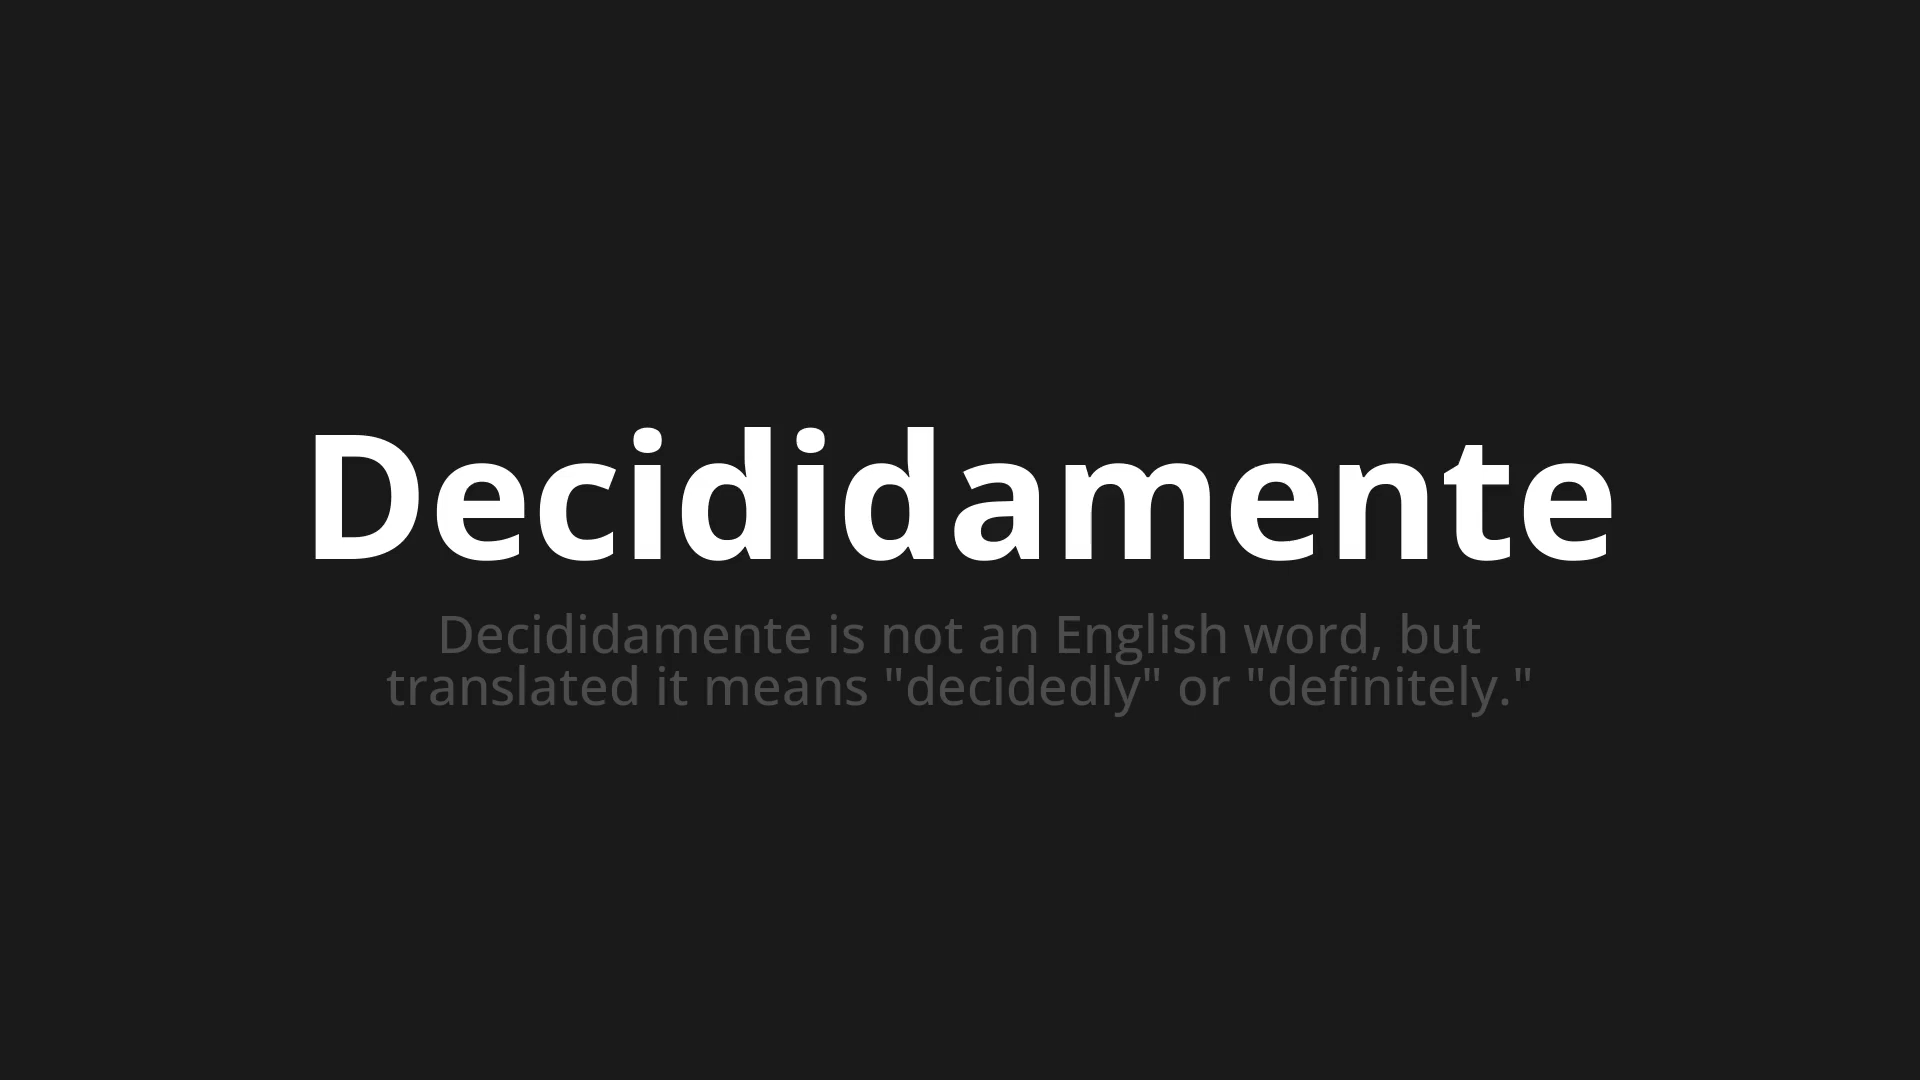 Decididamente
Decididamente is not an English word, but
translated it means "decidedly" or "definitely."